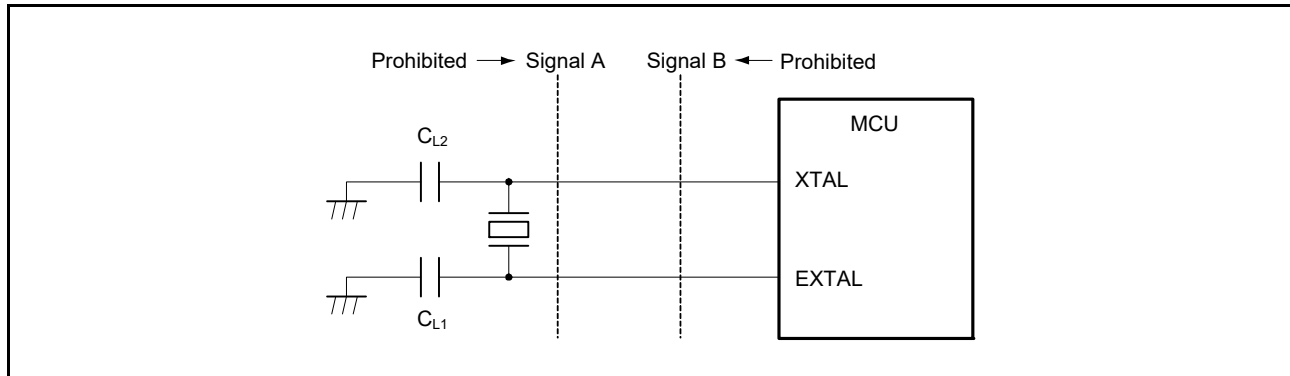 Prohibited Signal A Signal B Prohibited
MCU
CL2
XTAL
EXTAL
CL1